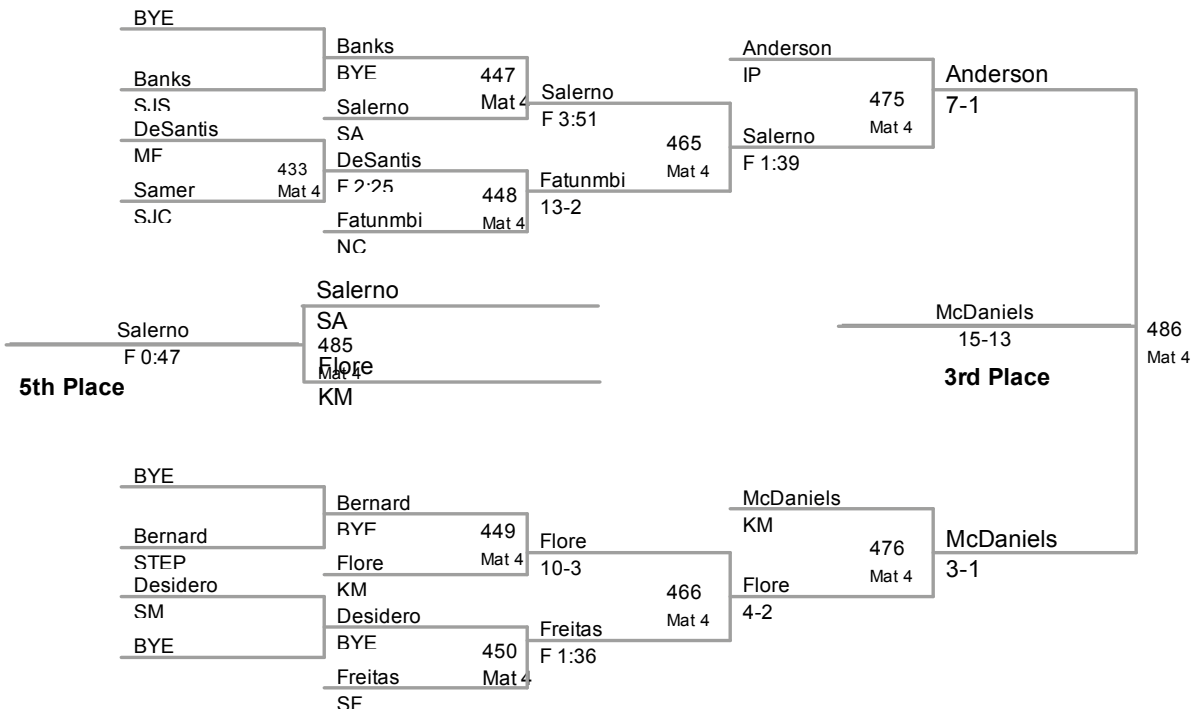 BYE
Banks
BYE
Banks
SJS
447
Mat 4
Salerno
SA
Salerno
F 3:51
DeSantis
MF
433
Mat 4
Samer
SJC
DeSantis
F 2:25
448
Mat 4
Fatunmbi
NC
Fatunmbi
13-2
465
Mat 4
Anderson
IP
475
Mat 4
Salerno
F 1:39
Anderson
7-1
Salerno
SA
485
Mat 4
Flore
KM
Salerno
F 0:47
5th Place
McDaniels
15-13
3rd Place
486
Mat 4
BYE
Bernard
STEP
Bernard
BYE
449
Mat 4
Flore
KM
Flore
10-3
Desidero
SM
BYE
Desidero
BYE
450
Mat 4
Freitas
SF
Freitas
F 1:36
466
Mat 4
McDaniels
KM
476
Mat 4
Flore
4-2
McDaniels
3-1